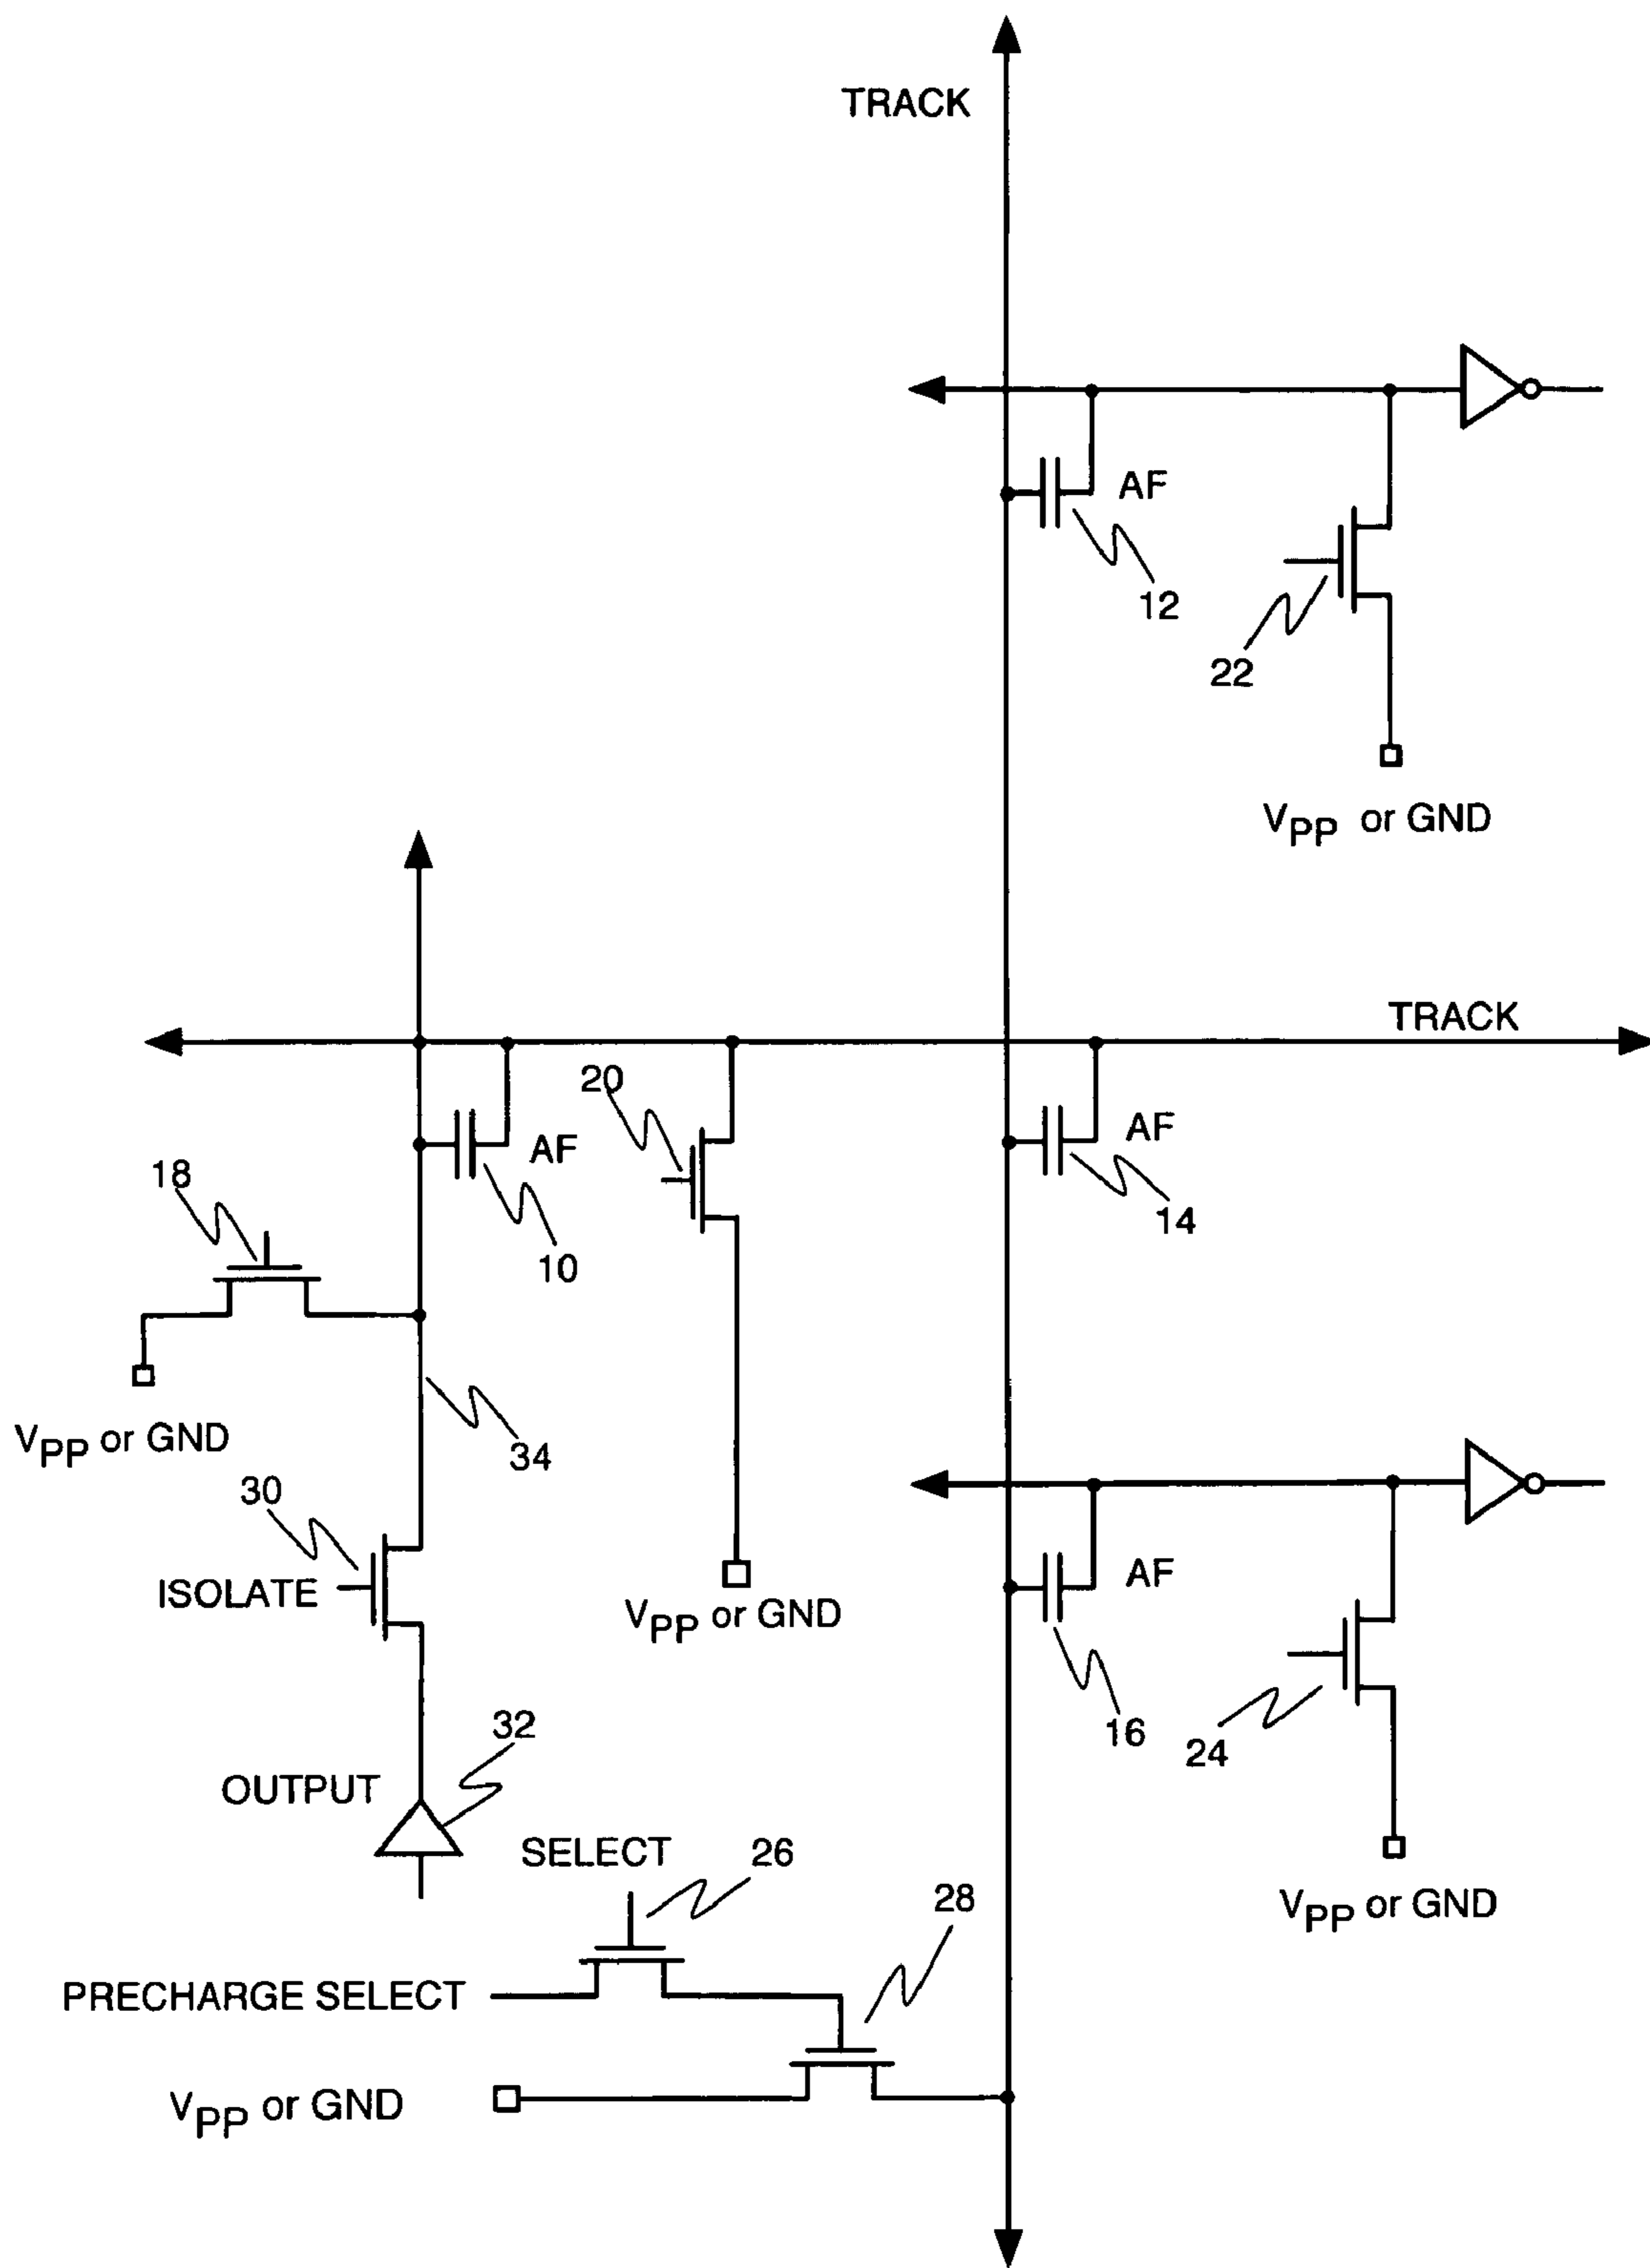 TRACK
AF
12
22
VPP or GND
TRACK
20
AF
AF
18
14
10
VPP or GND
34
30
AF
ISOLATE
VPP or GND
16
32
24
OUTPUT
SELECT
26
28
VPP or GND
PRECHARGE SELECT
VPP or GND